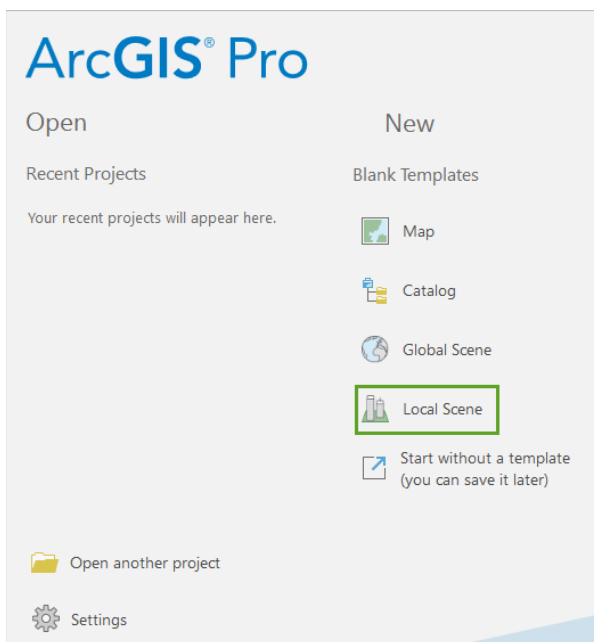 ArcGIS® Pro
Open
New
Recent Projects
Blank Templates
Your recent projects will appear here.
Map
Catalog
Global Scene
Local Scene
Start without a template
(you can save it later)
Open another project
Settings